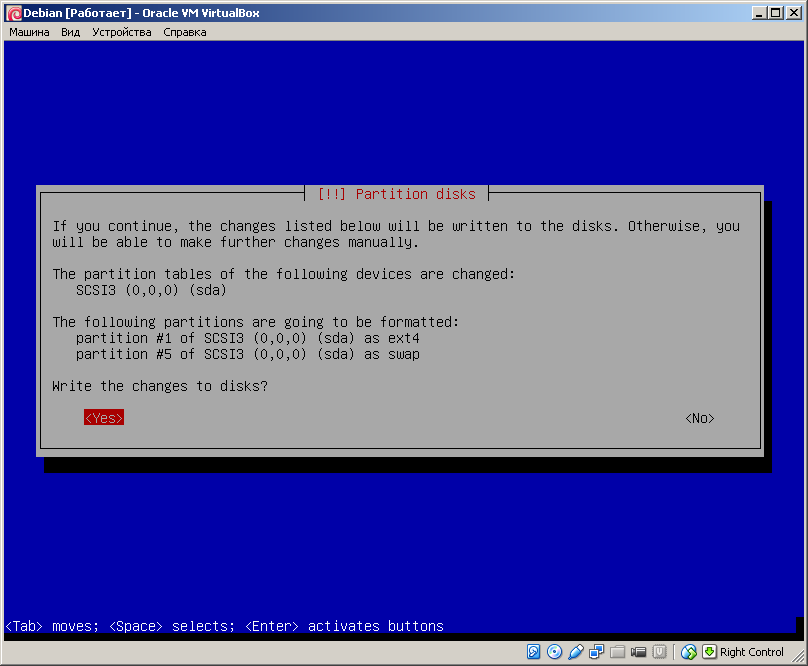 Debian [Работает] - Oracle VM VirtualBox
Машина Вид Устройства Справка
[!!] Partition disks
If you continue, the changes listed below will be written to the disks. Otherwise, you
will be able to make further changes manually.
The partition tables of the following devices are changed:
SCSI3 (0,0,0) (sda)
The following partitions are going to be formatted:
partition #1 of SCSI3 (0,0,0) (sda) as ext4
partition #5 of SCSI3 (0,0,0) (sda) as swap
Write the changes to disks?
<Yes> <No>
<Tab> moves; <Space> selects; <Enter> activates buttons
Right Control